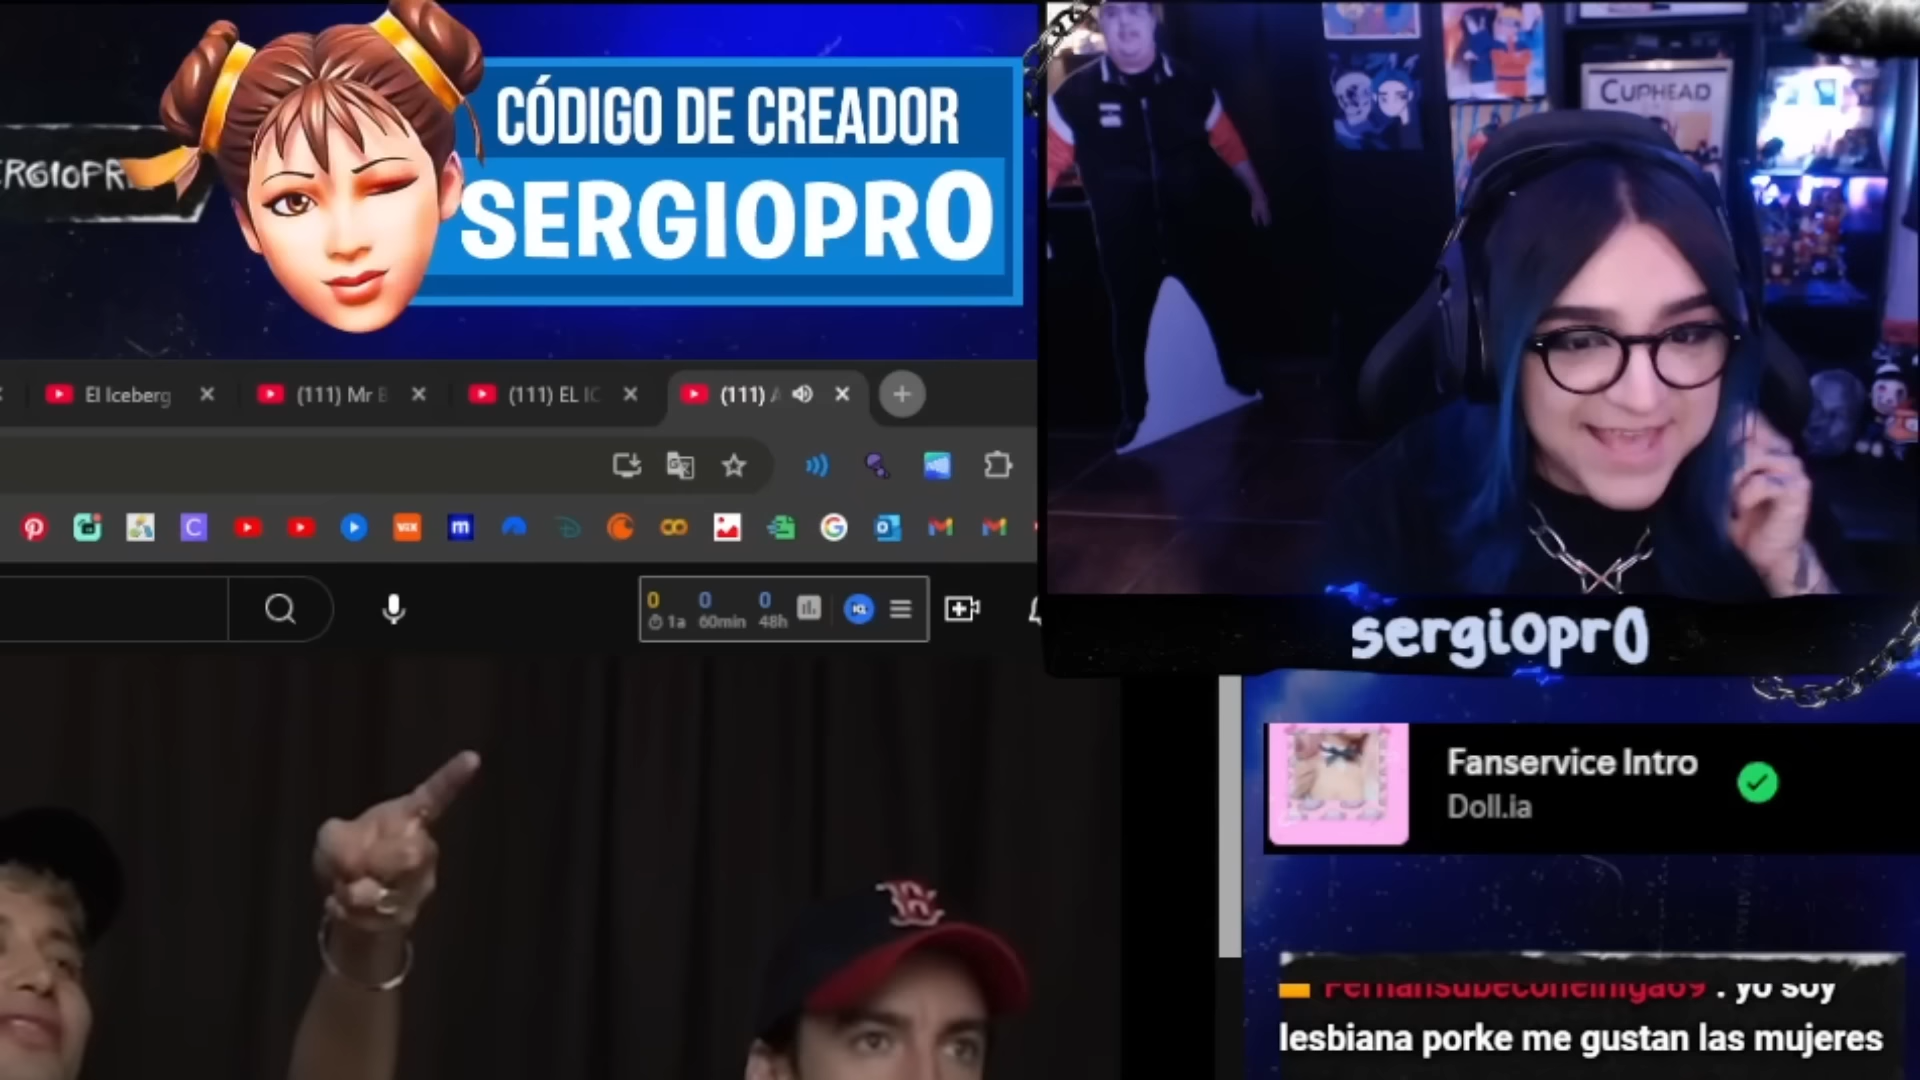 CÓDIGO DE CREADOR
SERGIOPRO
CUPHEAD
El Iceberg
(111) Mr B
(111) EL IC
(111) A
0 0 0
1a 60min 48h
sergiopr0
Fanservice Intro
Doll.ia
: yo soy
lesbiana porke me gustan las mujeres